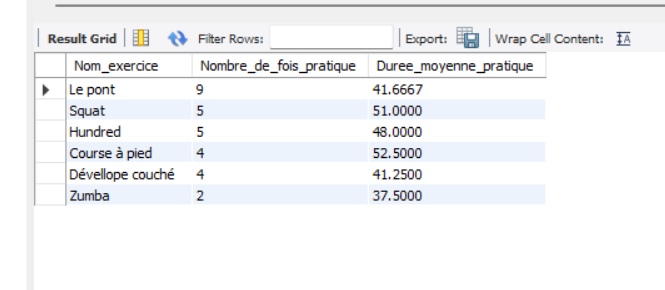 Result Grid Filter Rows: Export: Wrap Cell Content: IA
Nom_exercice Nombre_de_fois_pratique Duree_moyenne_pratique
Le pont 9 41.6667
Squat 5 51.0000
Hundred 5 48.0000
Course à pied 4 52.5000
Dévellope couché 4 41.2500
Zumba 2 37.5000